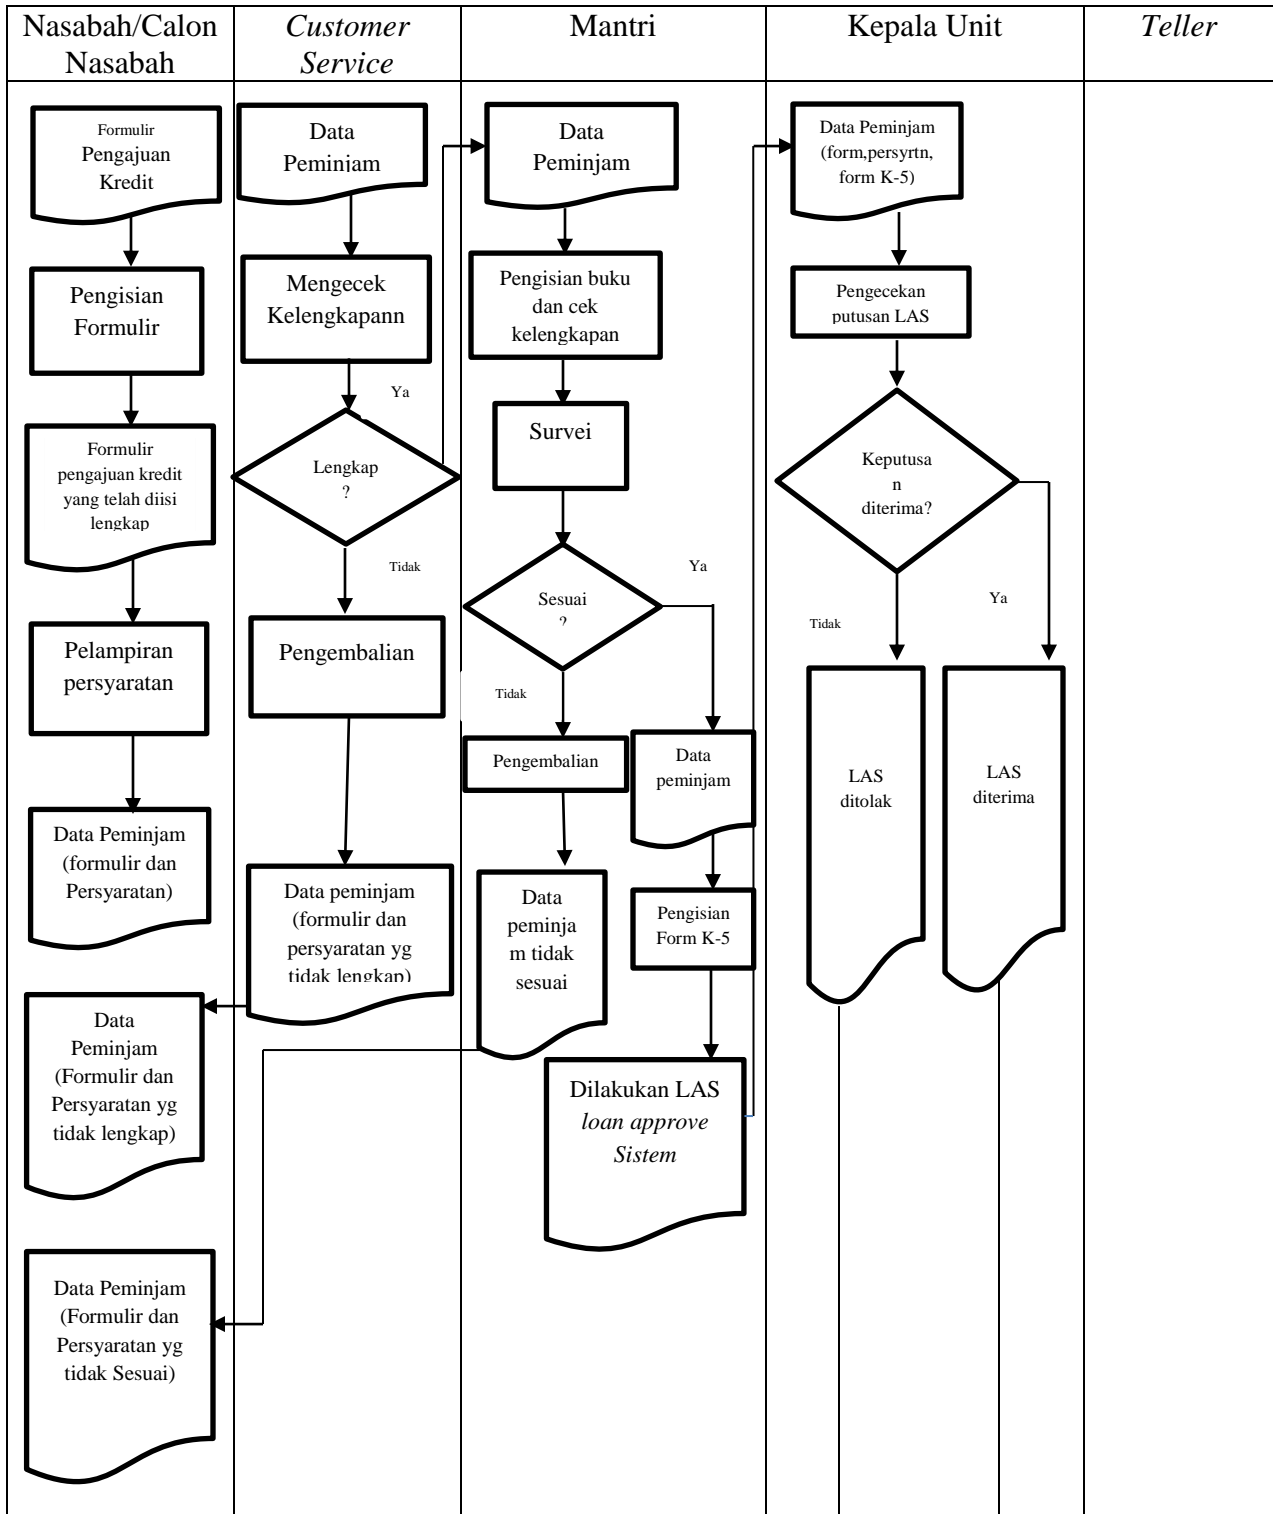 Nasabah/Calon
Nasabah
Customer
Service
Mantri
Kepala Unit
Teller
Formulir
Pengajuan
Kredit
Pengisian
Formulir
Formulir
pengajuan kredit
yang telah diisi
lengkap
Pelampiran
persyaratan
Data Peminjam
(formulir dan
Persyaratan)
Data
Peminjam
(Formulir dan
Persyaratan yg
tidak lengkap)
Data Peminjam
(Formulir dan
Persyaratan yg
tidak Sesuai)
Data
Peminjam
Mengecek
Kelengkapann
Ya
Lengkap
?
Tidak
Pengembalian
Data peminjam
(formulir dan
persyaratan yg
tidak lengkap)
Data
Peminjam
Pengisian buku
dan cek
kelengkapan
Survei
Sesuai
?
Ya
Tidak
Pengembalian
Data
peminjam
Data
peminja
m tidak
sesuai
Pengisian
Form K-5
Dilakukan LAS
loan approve
Sistem
Data Peminjam
(form,persyrtn,
form K-5)
Pengecekan
putusan LAS
Keputusa
n
diterima?
Ya
Tidak
LAS
ditolak
LAS
diterima